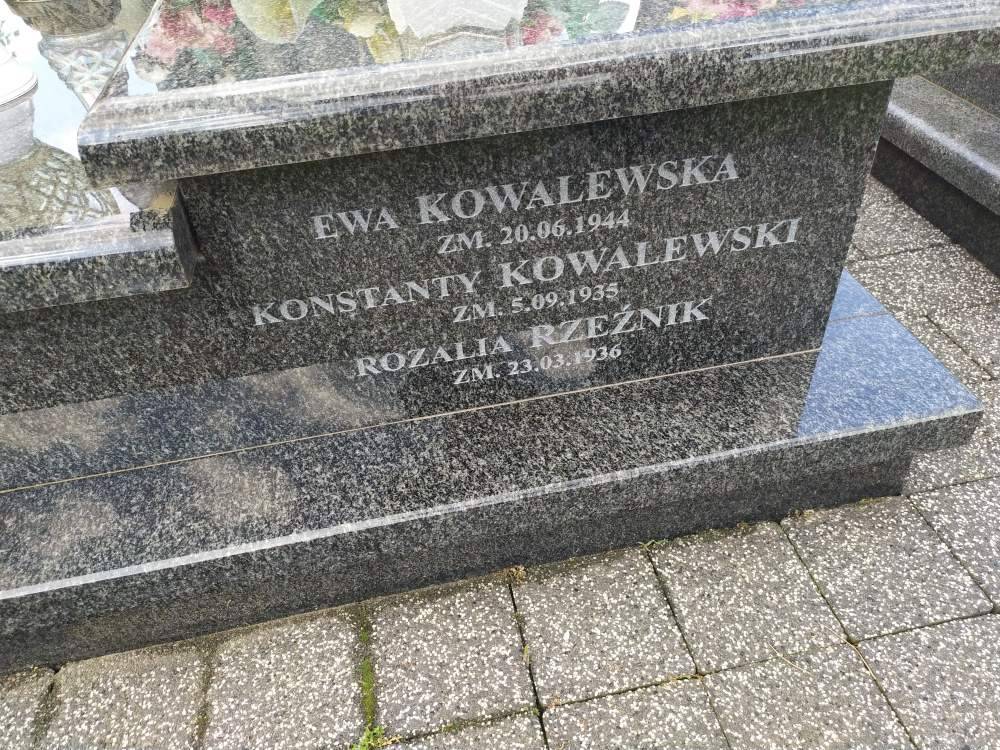 EWA KOWALEWSKA
ZM. 20.06.1944
KONSTANTY KOWALEWSKI
ZM. 5.09.1935
ROZALIA RZEŹNIK
ZM. 23.03.1936